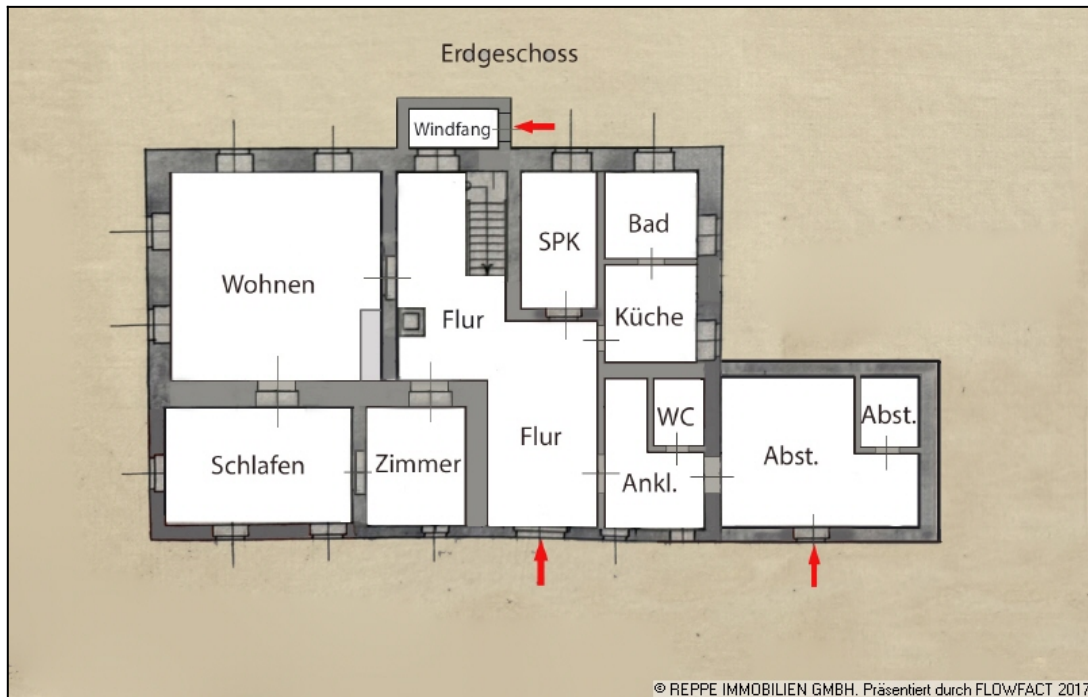 Erdgeschoss
Windfang
SPK
Bad
Wohnen
Flur
Küche
Schlafen
Zimmer
Flur
WC
Ankl.
Abst.
Abst.
© REPPE IMMOBILIEN GMBH. Präsentiert durch FLOWFACT 2017